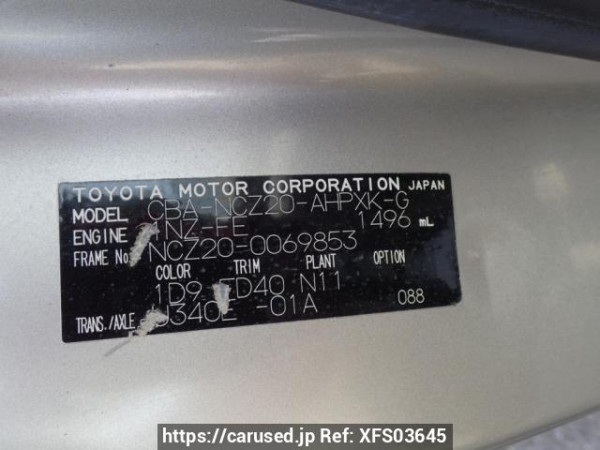 TOYOTA MOTOR CORPORATION JAPAN
MODEL CBA-NCZ20-AHPXK-G
ENGINE 1NZ-FE 1496 mL
FRAME No. NCZ20-0069853
COLOR TRIM PLANT OPTION
1D9 ED40 N11
TRANS./AXLE U340E -01A 088
https://carused.jp Ref: XFS03645